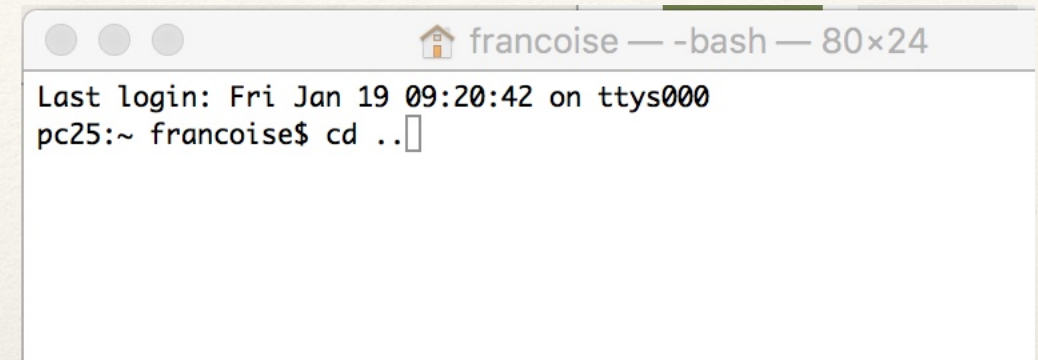 francoise — -bash — 80×24
Last login: Fri Jan 19 09:20:42 on ttys000
pc25:~ francoise$ cd ..